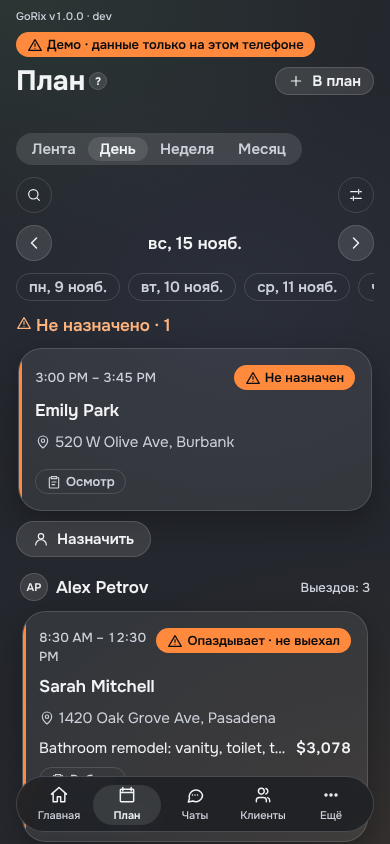 GoRix v1.0.0 · dev
Демо · данные только на этом телефоне
План ?
В план
Лента День Неделя Месяц
вс, 15 нояб.
пн, 9 нояб. вт, 10 нояб. ср, 11 нояб.
Не назначено · 1
3:00 PM – 3:45 PM Не назначен
Emily Park
520 W Olive Ave, Burbank
Осмотр
Назначить
AP Alex Petrov Выездов: 3
8:30 AM – 12:30 PM Опаздывает · не выехал
Sarah Mitchell
1420 Oak Grove Ave, Pasadena
Bathroom remodel: vanity, toilet, t... $3,078
Главная План Чаты Клиенты Ещё